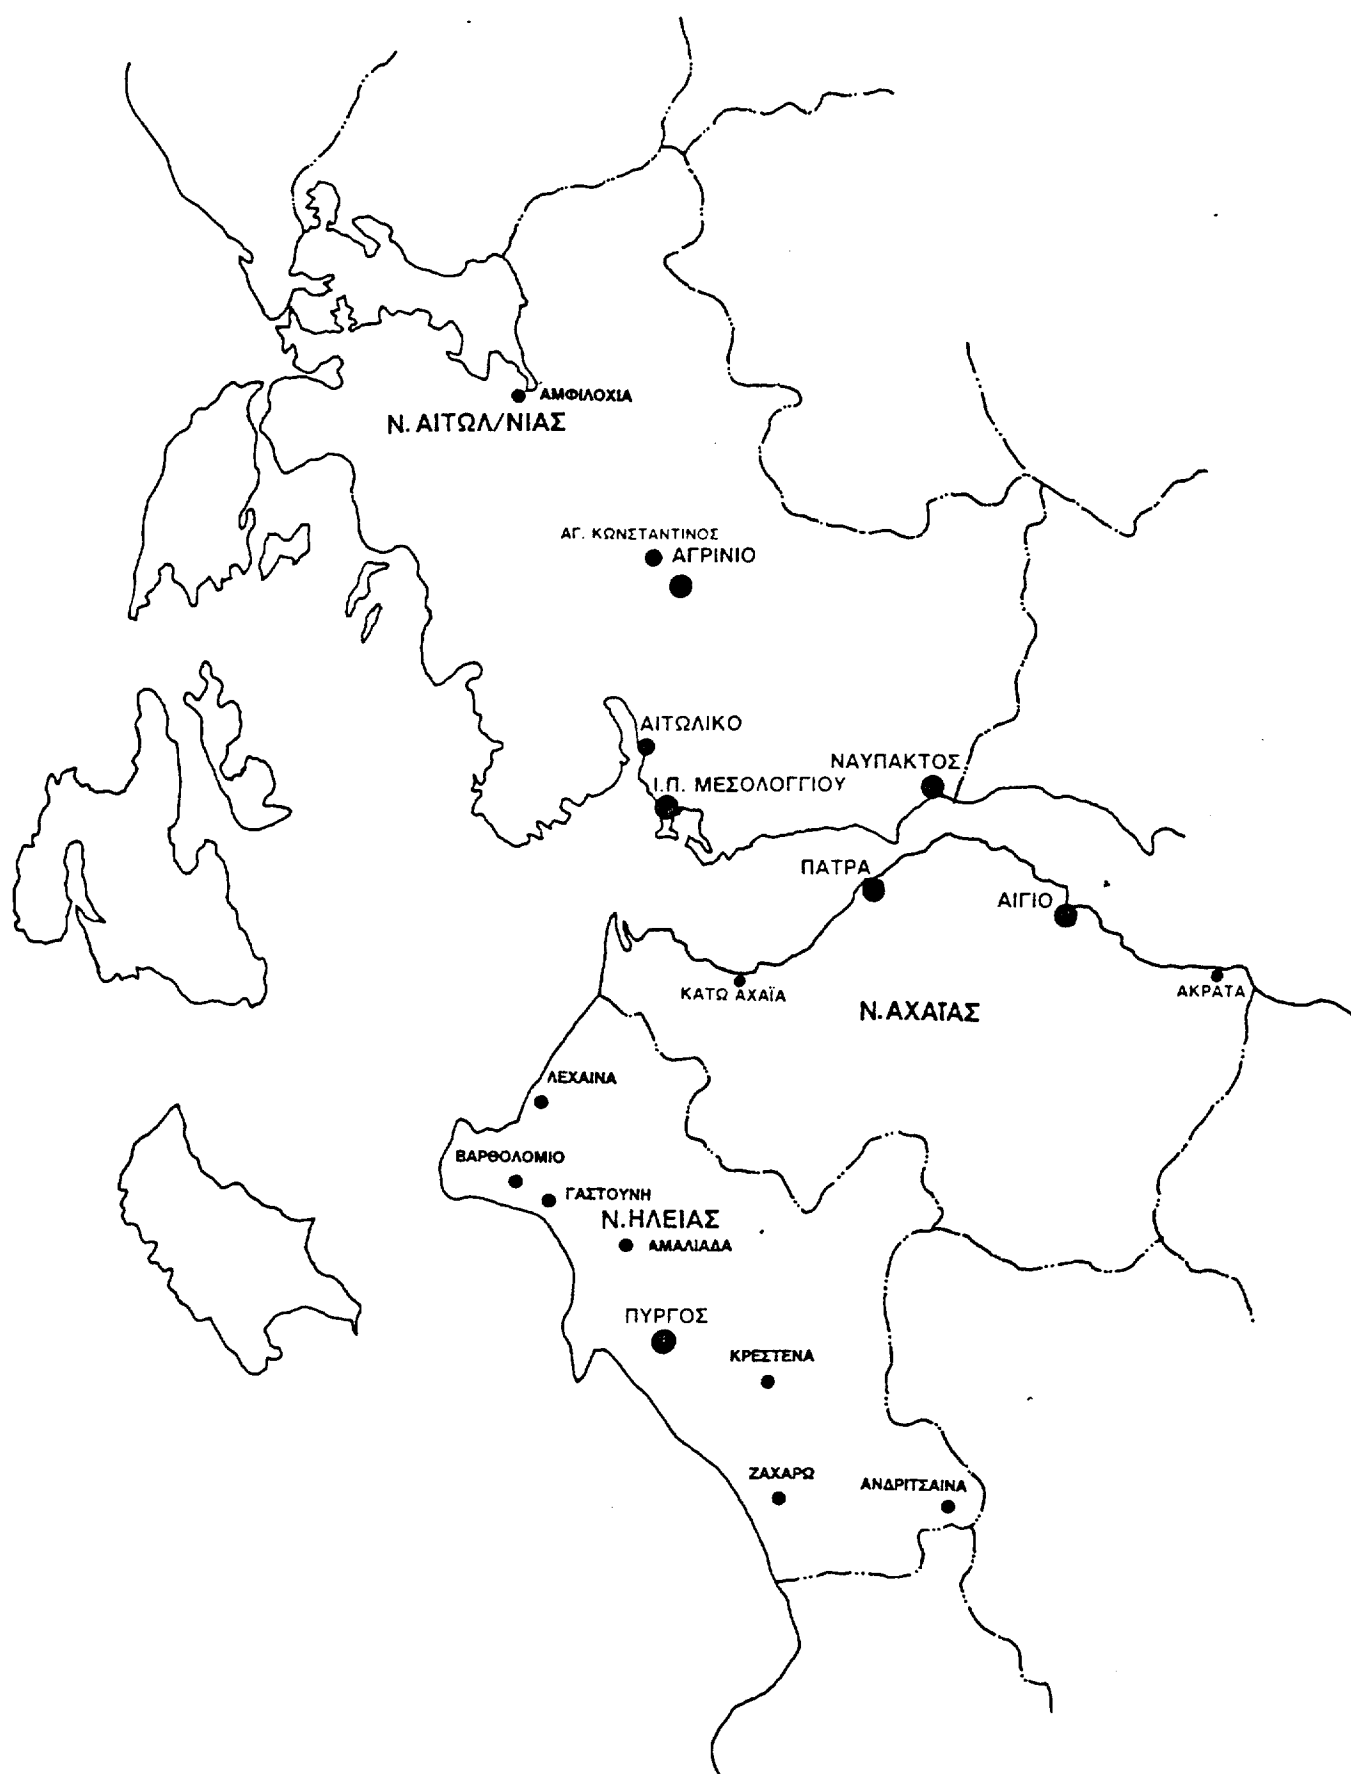 ΑΜΦΙΛΟΧΙΑ
Ν. ΑΙΤΩΛ/ΝΙΑΣ
ΑΓ. ΚΩΝΣΤΑΝΤΙΝΟΣ
ΑΓΡΙΝΙΟ
ΑΙΤΩΛΙΚΟ
ΝΑΥΠΑΚΤΟΣ
Ι.Π. ΜΕΣΟΛΟΓΓΙΟΥ
ΠΑΤΡΑ
ΑΙΓΙΟ
ΚΑΤΩ ΑΧΑΪΑ
ΑΚΡΑΤΑ
Ν. ΑΧΑΪΑΣ
ΛΕΧΑΙΝΑ
ΒΑΡΘΟΛΟΜΙΟ
ΓΑΣΤΟΥΝΗ
Ν. ΗΛΕΙΑΣ
ΑΜΑΛΙΑΔΑ
ΠΥΡΓΟΣ
ΚΡΕΣΤΕΝΑ
ΖΑΧΑΡΩ
ΑΝΔΡΙΤΣΑΙΝΑ